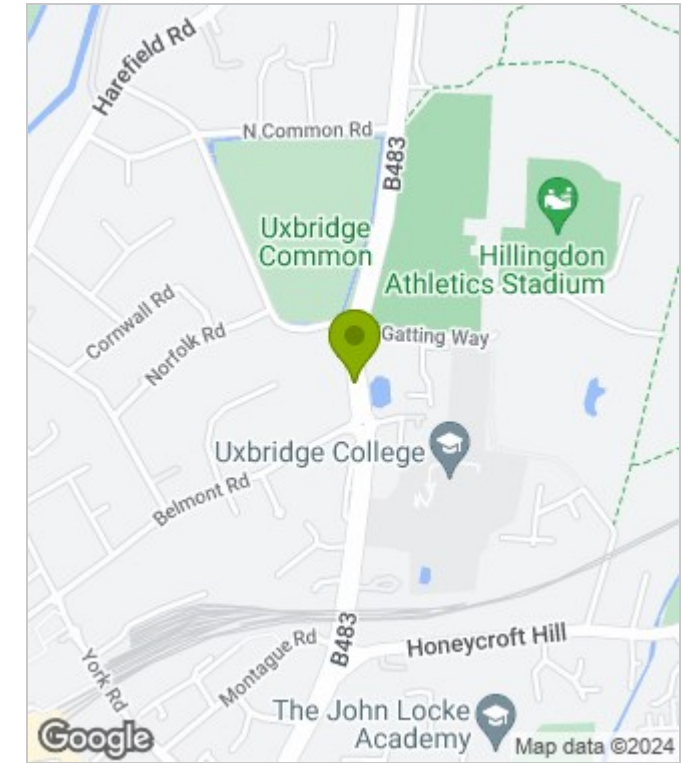 Harefield Rd
N Common Rd
B483
Uxbridge
Common
Hillingdon
Athletics Stadium
Cornwall Rd
Norfolk Rd
Gatting Way
Uxbridge College
Belmont Rd
B483
Honeycroft Hill
Montague Rd
York Rd
The John Locke
Academy
Google
Map data ©2024